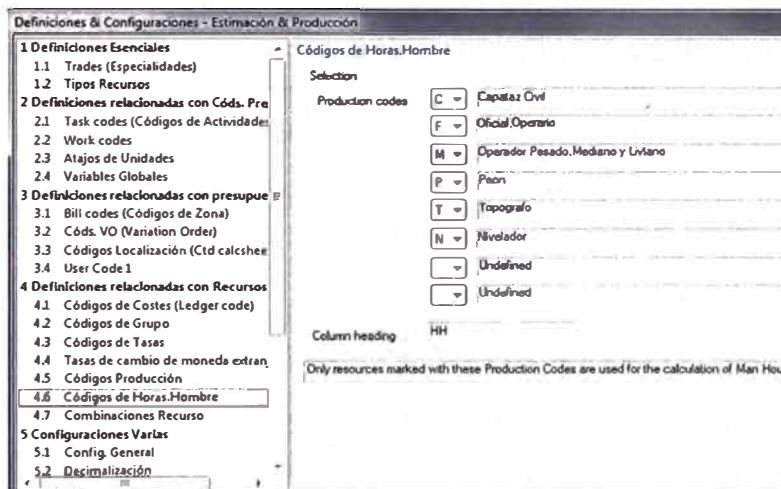 Definiciones & Configuraciones - Estimación & Producción
1 Definiciones Esenciales
1.1 Trades (Especialidades)
1.2 Tipos Recursos
2 Definiciones relacionadas con Códs. Pre
2.1 Task codes (Códigos de Actividade
2.2 Work codes
2.3 Atajos de Unidades
2.4 Variables Globales
3 Definiciones relacionadas con presupue
3.1 Bill codes (Códigos de Zona)
3.2 Códs. VO (Variation Order)
3.3 Códigos Localización (Ctd calcshee
3.4 User Code 1
4 Definiciones relacionadas con Recursos
4.1 Códigos de Costes (Ledger code)
4.2 Códigos de Grupo
4.3 Códigos de Tasas
4.4 Tasas de cambio de moneda extran
4.5 Códigos Producción
4.6 Códigos de Horas.Hombre
4.7 Combinaciones Recurso
5 Configuraciones Varias
5.1 Config. General
5.2 Decimalización
Códigos de Horas.Hombre
Selection
Production codes
C Capataz Civil
F Oficial,Operario
M Operador Pesado.Mediano y Liviano
P Peon
T Topografo
N Nivelador
Undefined
Undefined
Column heading HH
Only resources marked with these Production Codes are used for the calculation of Man Hou